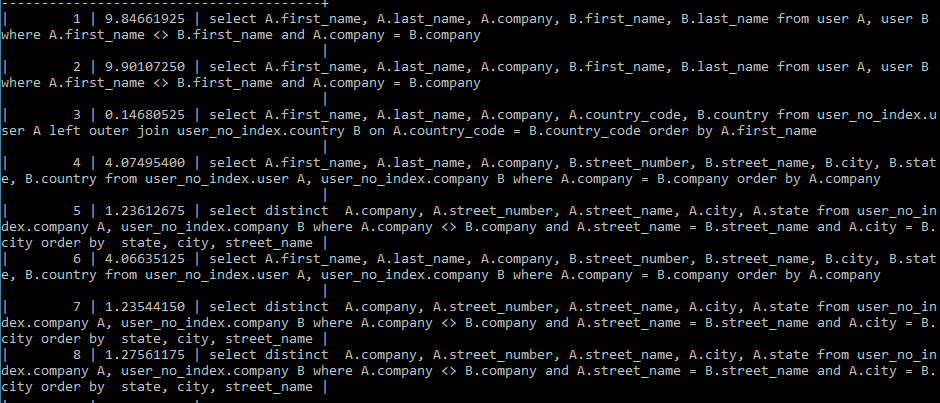 ----------------------------------------+
|        1 | 9.84661925 | select A.first_name, A.last_name, A.company, B.first_name, B.last_name from user A, user B
where A.first_name <> B.first_name and A.company = B.company
|
|        2 | 9.90107250 | select A.first_name, A.last_name, A.company, B.first_name, B.last_name from user A, user B
where A.first_name <> B.first_name and A.company = B.company
|
|        3 | 0.14680525 | select A.first_name, A.last_name, A.company, A.country_code, B.country from user_no_index.u
ser A left outer join user_no_index.country B on A.country_code = B.country_code order by A.first_name
|
|        4 | 4.07495400 | select A.first_name, A.last_name, A.company, B.street_number, B.street_name, B.city, B.stat
e, B.country from user_no_index.user A, user_no_index.company B where A.company = B.company order by A.company
|
|        5 | 1.23612675 | select distinct  A.company, A.street_number, A.street_name, A.city, A.state from user_no_in
dex.company A, user_no_index.company B where A.company <> B.company and A.street_name = B.street_name and A.city = B.
city order by  state, city, street_name |
|        6 | 4.06635125 | select A.first_name, A.last_name, A.company, B.street_number, B.street_name, B.city, B.stat
e, B.country from user_no_index.user A, user_no_index.company B where A.company = B.company order by A.company
|
|        7 | 1.23544150 | select distinct  A.company, A.street_number, A.street_name, A.city, A.state from user_no_in
dex.company A, user_no_index.company B where A.company <> B.company and A.street_name = B.street_name and A.city = B.
city order by  state, city, street_name |
|        8 | 1.27561175 | select distinct  A.company, A.street_number, A.street_name, A.city, A.state from user_no_in
dex.company A, user_no_index.company B where A.company <> B.company and A.street_name = B.street_name and A.city = B.
city order by  state, city, street_name |